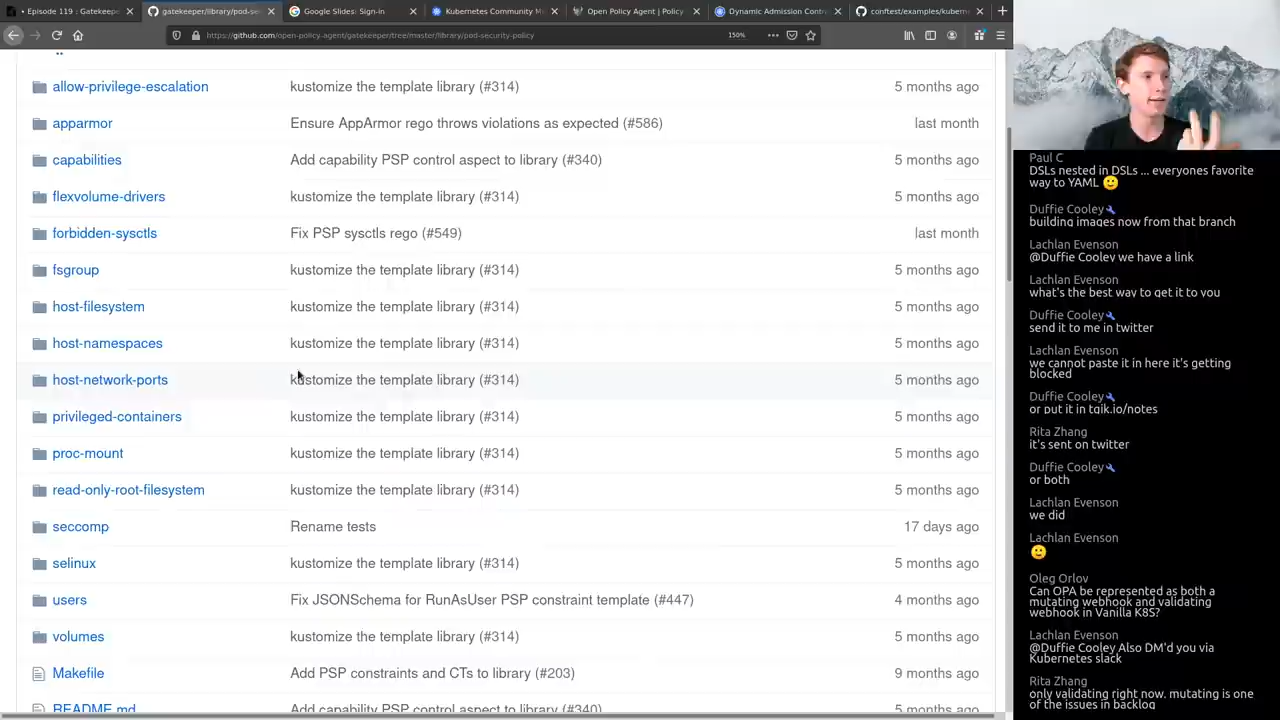 • Episode 119 : Gatekeep
gatekeeper/library/pod-sec
Google Slides: Sign-in
Kubernetes Community M
Open Policy Agent | Policy
Dynamic Admission Contr
conftest/examples/kuberne
https://github.com/open-policy-agent/gatekeeper/tree/master/library/pod-security-policy
150%
..
allow-privilege-escalation kustomize the template library (#314) 5 months ago
apparmor Ensure AppArmor rego throws violations as expected (#586) last month
capabilities Add capability PSP control aspect to library (#340) 5 months ago
flexvolume-drivers kustomize the template library (#314) 5 months ago
forbidden-sysctls Fix PSP sysctls rego (#549) last month
fsgroup kustomize the template library (#314) 5 months ago
host-filesystem kustomize the template library (#314) 5 months ago
host-namespaces kustomize the template library (#314) 5 months ago
host-network-ports kustomize the template library (#314) 5 months ago
privileged-containers kustomize the template library (#314) 5 months ago
proc-mount kustomize the template library (#314) 5 months ago
read-only-root-filesystem kustomize the template library (#314) 5 months ago
seccomp Rename tests 17 days ago
selinux kustomize the template library (#314) 5 months ago
users Fix JSONSchema for RunAsUser PSP constraint template (#447) 4 months ago
volumes kustomize the template library (#314) 5 months ago
Makefile Add PSP constraints and CTs to library (#203) 9 months ago
README.md Add capability PSP control aspect to library (#340) 5 months ago
Paul C
DSLs nested in DSLs ... everyones favorite
way to YAML 🙂
Duffie Cooley
building images now from that branch
Lachlan Evenson
@Duffie Cooley we have a link
Lachlan Evenson
what's the best way to get it to you
Duffie Cooley
send it to me in twitter
Lachlan Evenson
we cannot paste it in here it's getting
blocked
Duffie Cooley
or put it in tgik.io/notes
Rita Zhang
it's sent on twitter
Duffie Cooley
or both
Lachlan Evenson
we did
Lachlan Evenson
🙂
Oleg Orlov
Can OPA be represented as both a
mutating webhook and validating
webhook in Vanilla K8S?
Lachlan Evenson
@Duffie Cooley Also DM'd you via
Kubernetes slack
Rita Zhang
only validating right now. mutating is one
of the issues in backlog